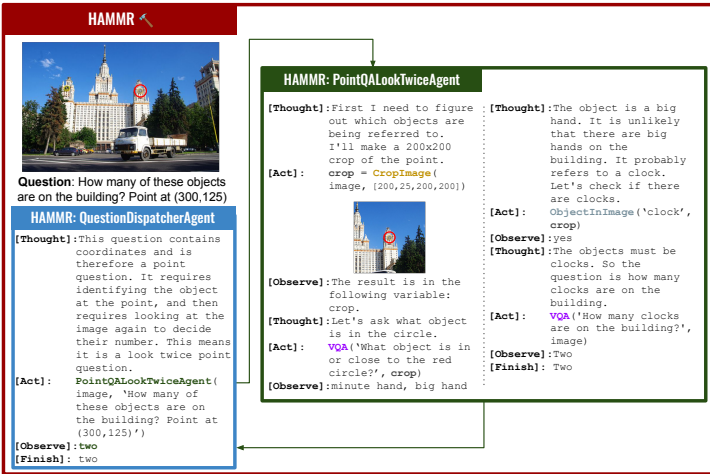 HAMMR 🔨
Question: How many of these objects
are on the building? Point at (300,125)
HAMMR: QuestionDispatcherAgent
[Thought]:This question contains
coordinates and is
therefore a point
question. It requires
identifying the object
at the point, and then
requires looking at the
image again to decide
their number. This means
it is a look twice point
question.
[Act]: PointQALookTwiceAgent(
image, ‘How many of
these objects are on
the building? Point at
(300,125)’)
[Observe]:two
[Finish]: two
HAMMR: PointQALookTwiceAgent
[Thought]:First I need to figure
out which objects are
being referred to.
I'll make a 200x200
crop of the point.
[Act]: crop = CropImage(
image, [200,25,200,200])
[Observe]:The result is in the
following variable:
crop.
[Thought]:Let's ask what object
is in the circle.
[Act]: VQA(‘What object is in
or close to the red
circle?’, crop)
[Observe]:minute hand, big hand
[Thought]:The object is a big
hand. It is unlikely
that there are big
hands on the
building. It probably
refers to a clock.
Let's check if there
are clocks.
[Act]: ObjectInImage(‘clock’,
crop)
[Observe]:yes
[Thought]:The objects must be
clocks. So the
question is how many
clocks are on the
building.
[Act]: VQA('How many clocks
are on the building?',
image)
[Observe]:Two
[Finish]: Two